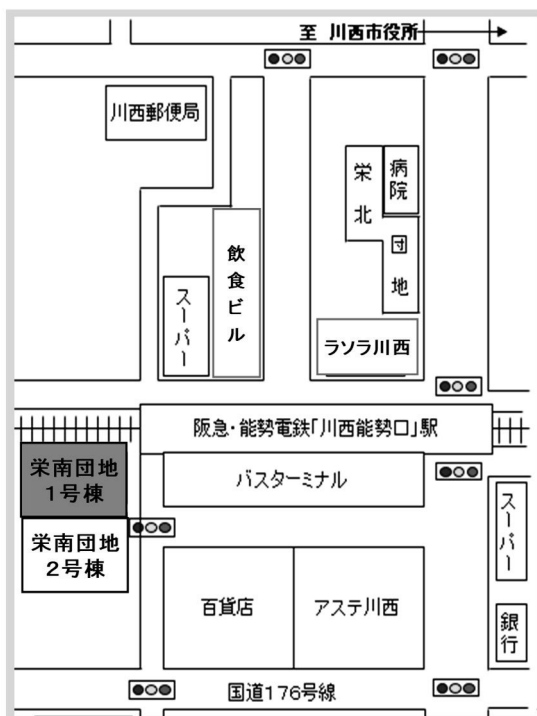 至 川西市役所
川西郵便局
病院
栄北団地
飲食ビル
スーパー
ラソラ川西
阪急・能勢電鉄「川西能勢口」駅
栄南団地
1号棟
バスターミナル
スーパー
栄南団地
2号棟
百貨店
アステ川西
銀行
国道176号線